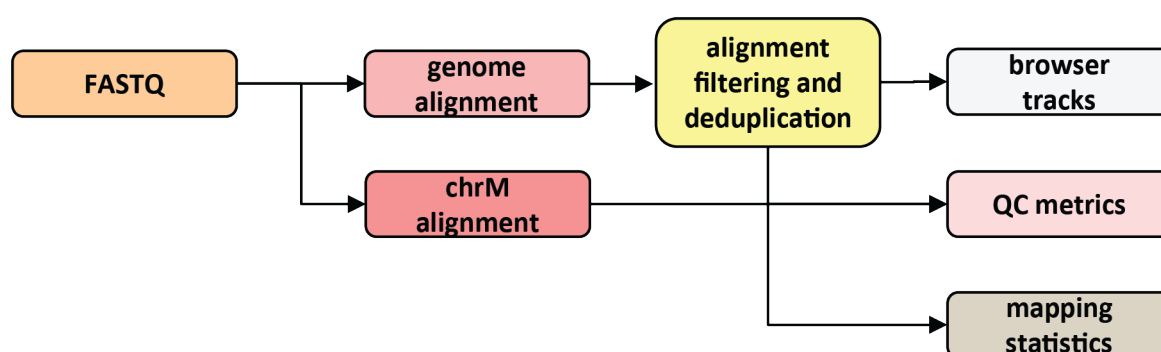 FASTQ
genome
alignment
alignment
filtering and
deduplication
browser
tracks
chrM
alignment
QC metrics
mapping
statistics